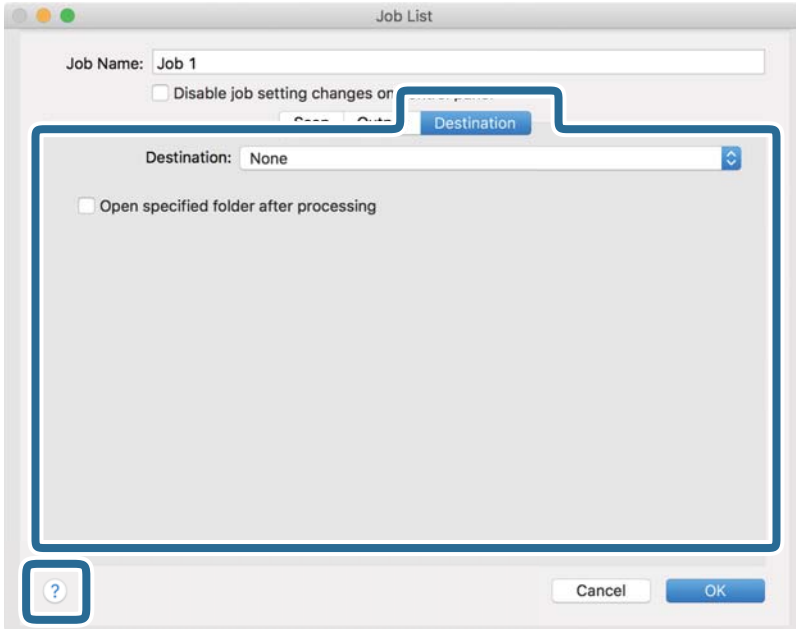 Job List
Job Name: Job 1
Disable job setting changes on
Destination
Destination: None
Open specified folder after processing
?
Cancel OK